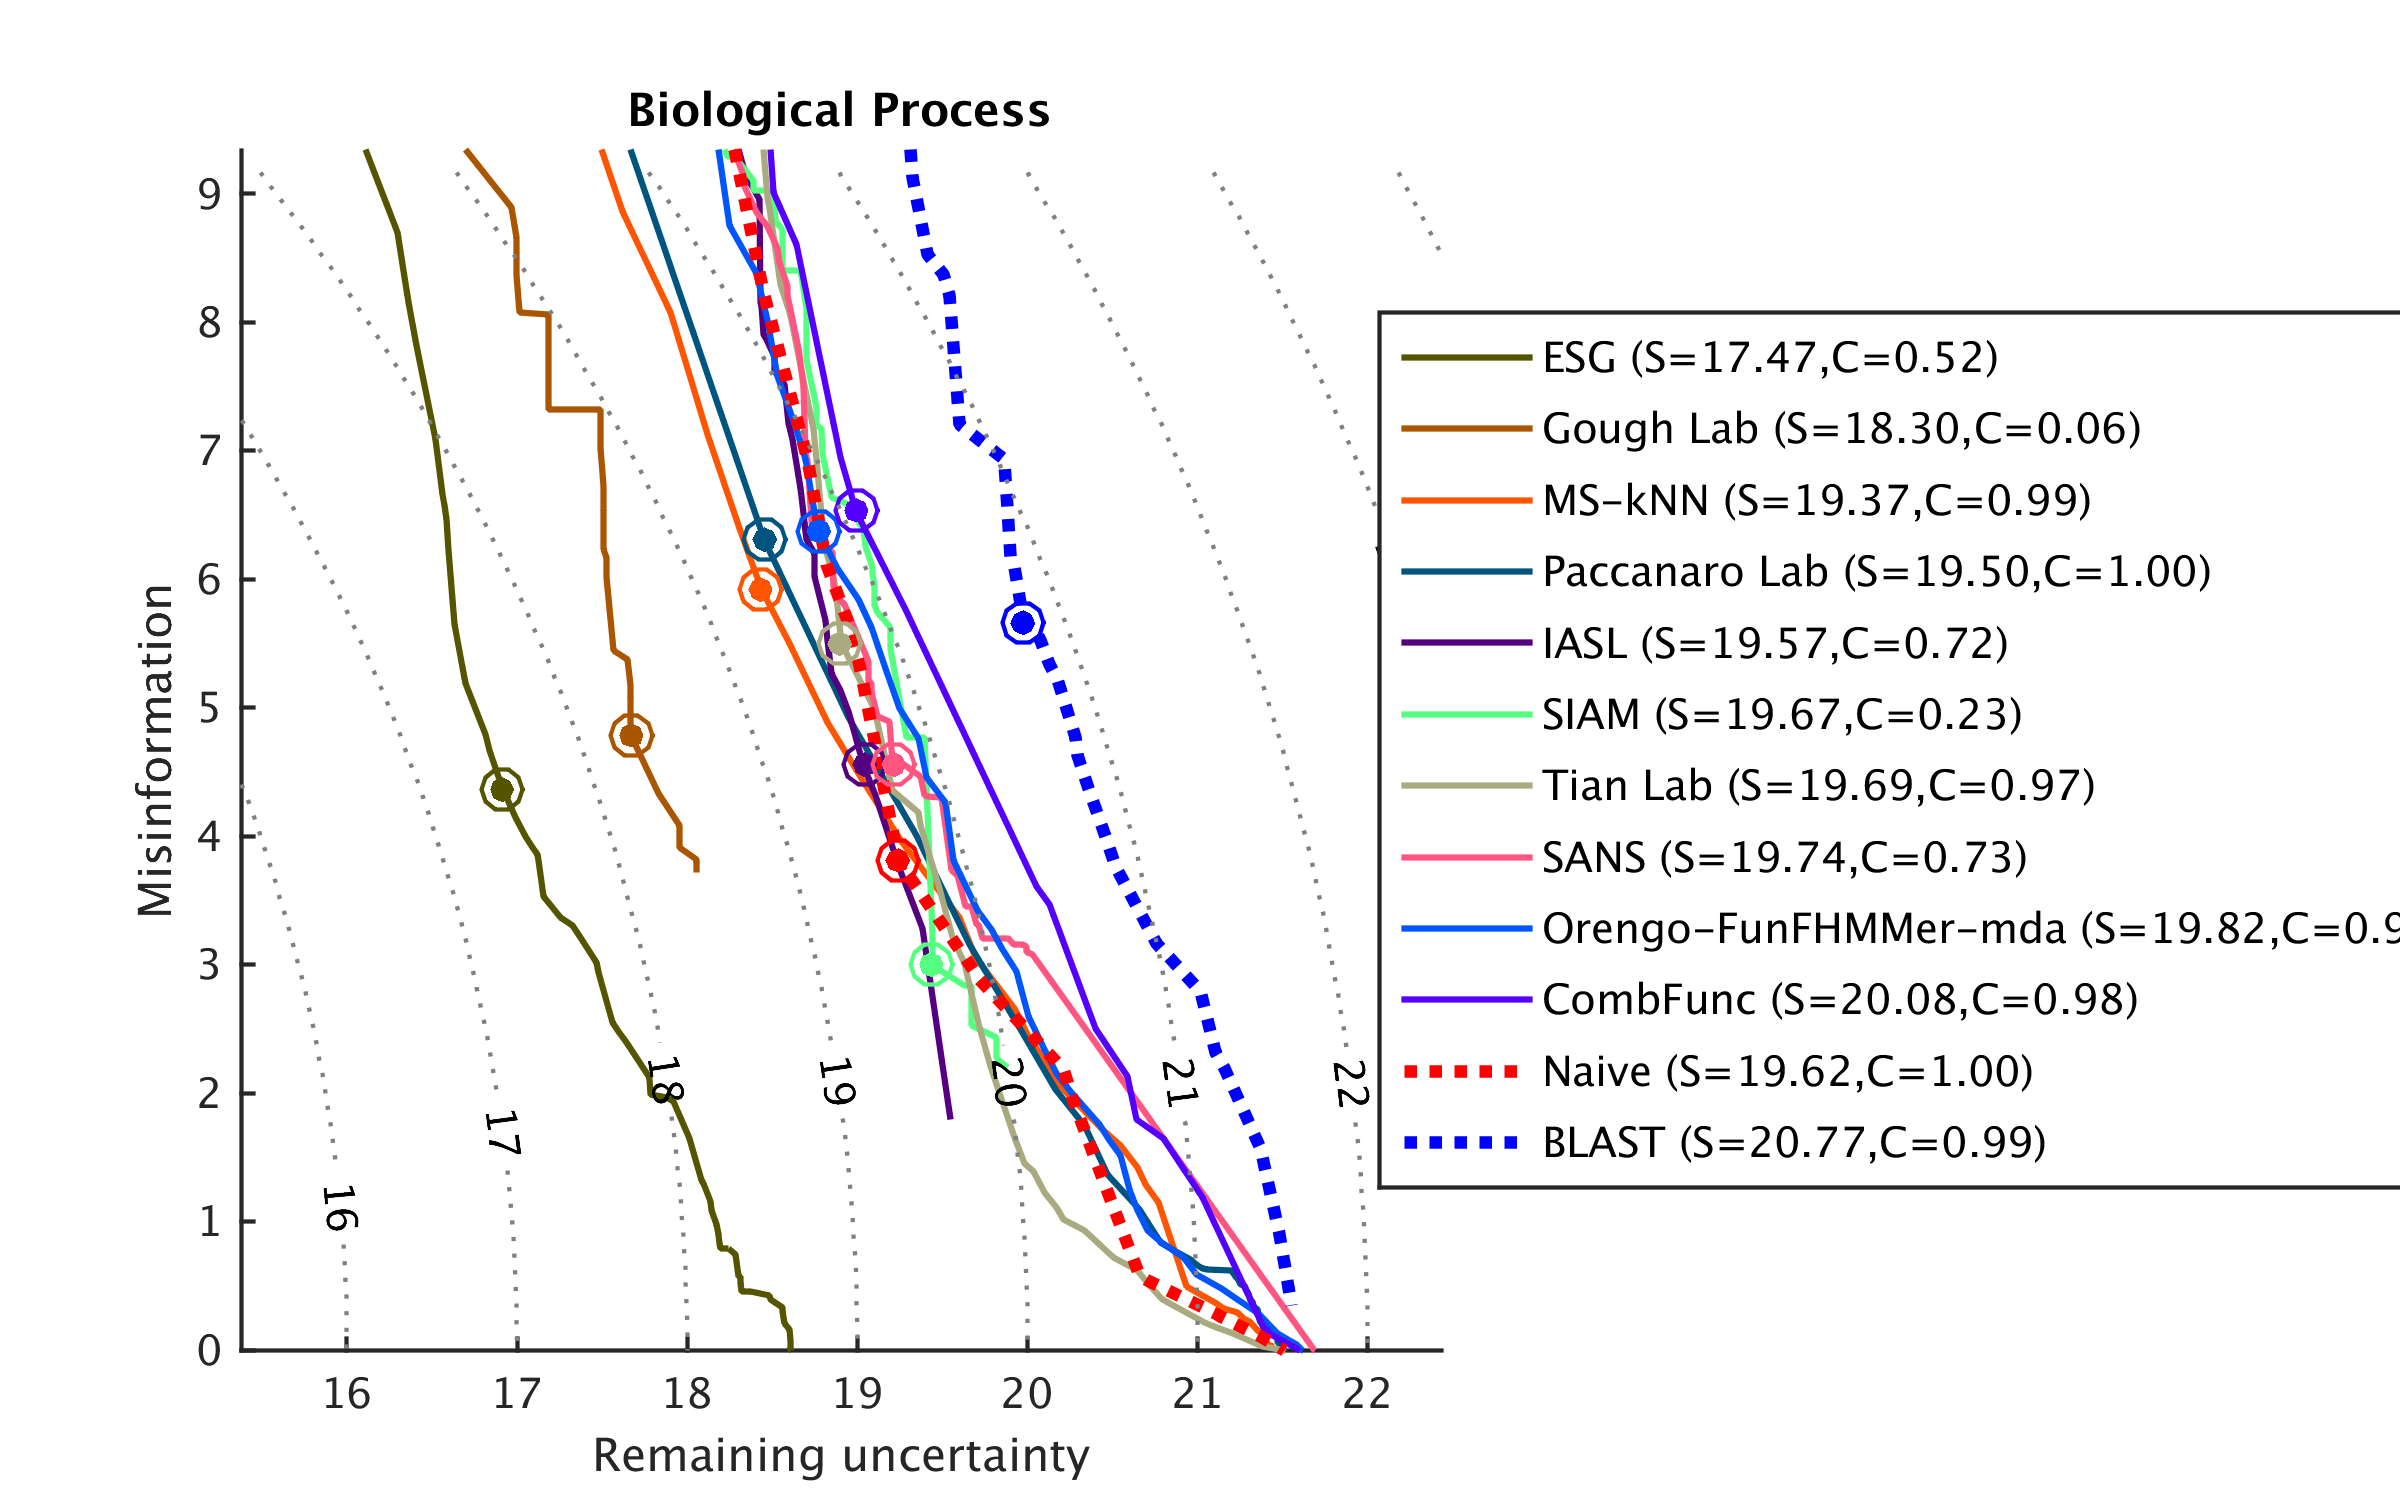 Biological Process
9
8
7
6
5
4
3
2
1
0
Misinformation
16
17
18
19
20
21
22
16
17
18
19
20
21
22
Remaining uncertainty
ESG (S=17.47,C=0.52)
Gough Lab (S=18.30,C=0.06)
MS-kNN (S=19.37,C=0.99)
Paccanaro Lab (S=19.50,C=1.00)
IASL (S=19.57,C=0.72)
SIAM (S=19.67,C=0.23)
Tian Lab (S=19.69,C=0.97)
SANS (S=19.74,C=0.73)
Orengo-FunFHMMer-mda (S=19.82,C=0.9
CombFunc (S=20.08,C=0.98)
Naive (S=19.62,C=1.00)
BLAST (S=20.77,C=0.99)